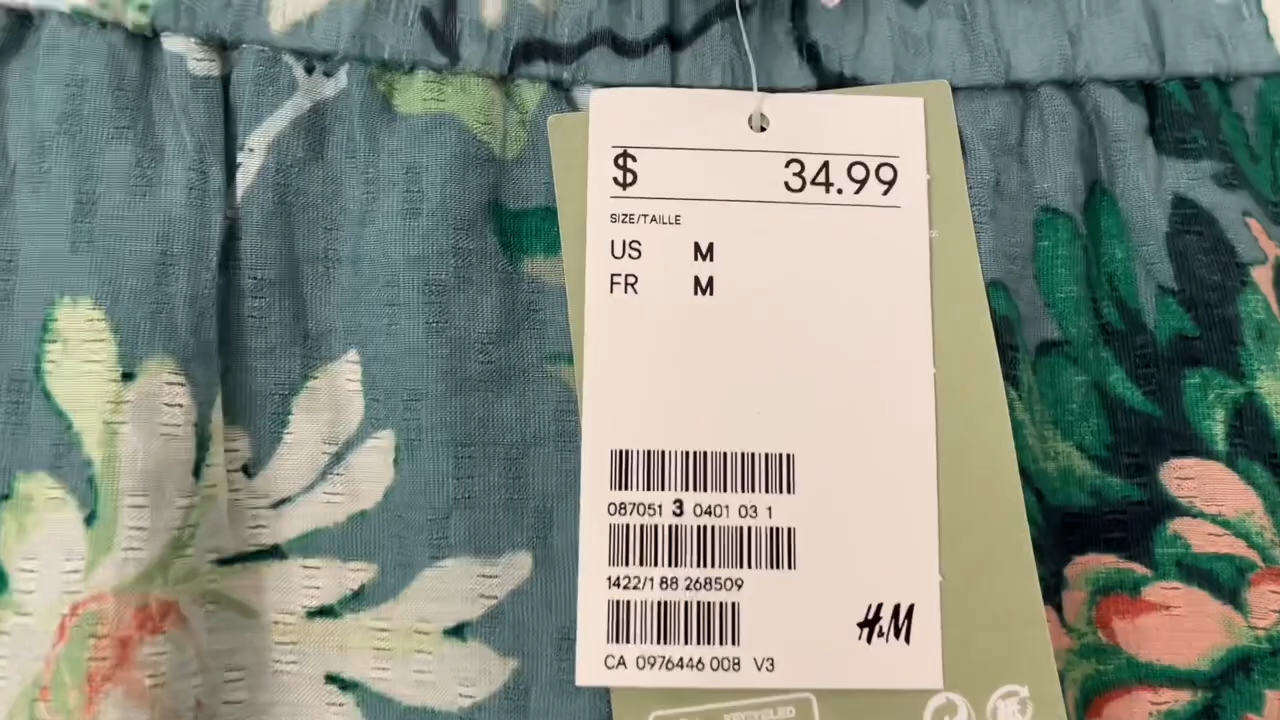 $ 34.99
SIZE/TAILLE
US M
FR M
087051 3 0401 03 1
1422/1 88 268509
H&M
CA 0976446 008 V3